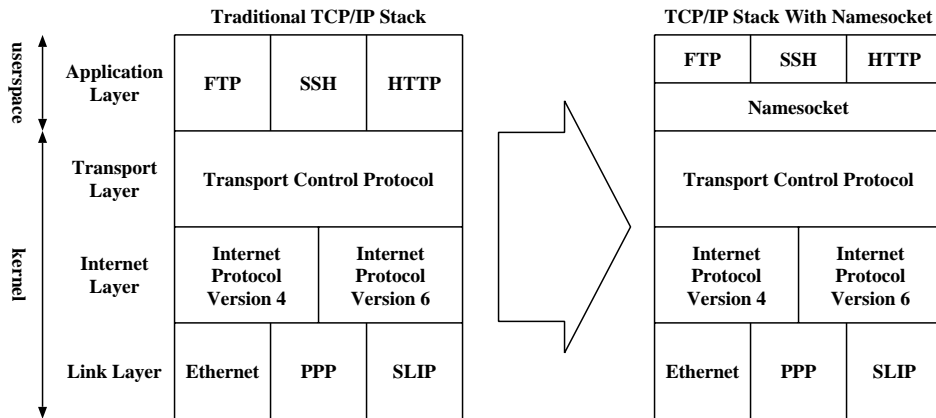 Traditional TCP/IP Stack
TCP/IP Stack With Namesocket
userspace
Application
Layer
FTP
SSH
HTTP
FTP
SSH
HTTP
Namesocket
kernel
Transport
Layer
Transport Control Protocol
Transport Control Protocol
Internet
Layer
Internet
Protocol
Version 4
Internet
Protocol
Version 6
Internet
Protocol
Version 4
Internet
Protocol
Version 6
Link Layer
Ethernet
PPP
SLIP
Ethernet
PPP
SLIP